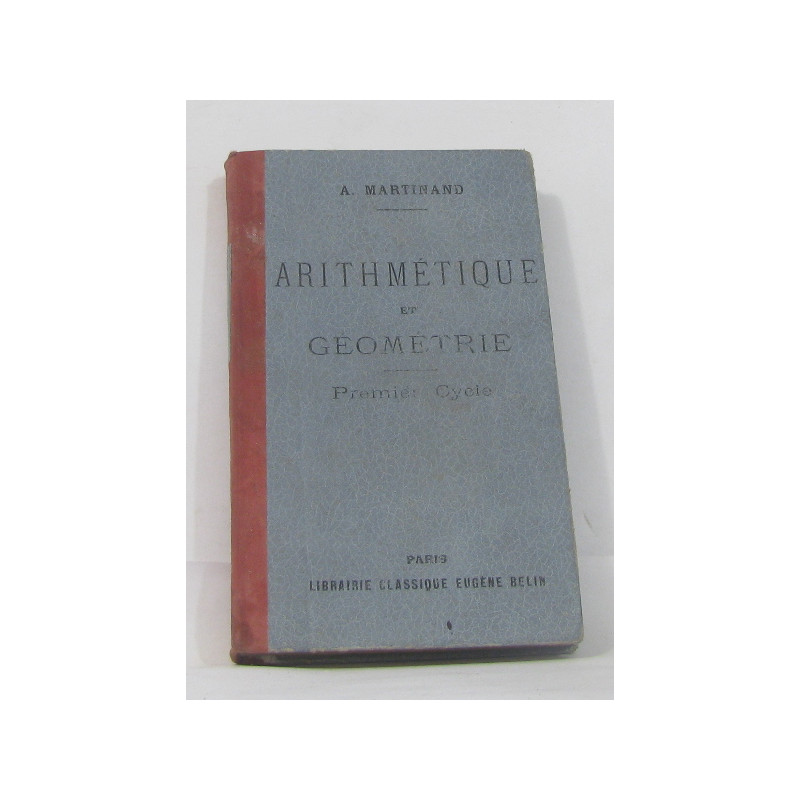 A. MARTINAND
ARITHMÉTIQUE
ET
GÉOMÉTRIE
Premier Cycle
PARIS
LIBRAIRIE CLASSIQUE EUGÈNE BELIN